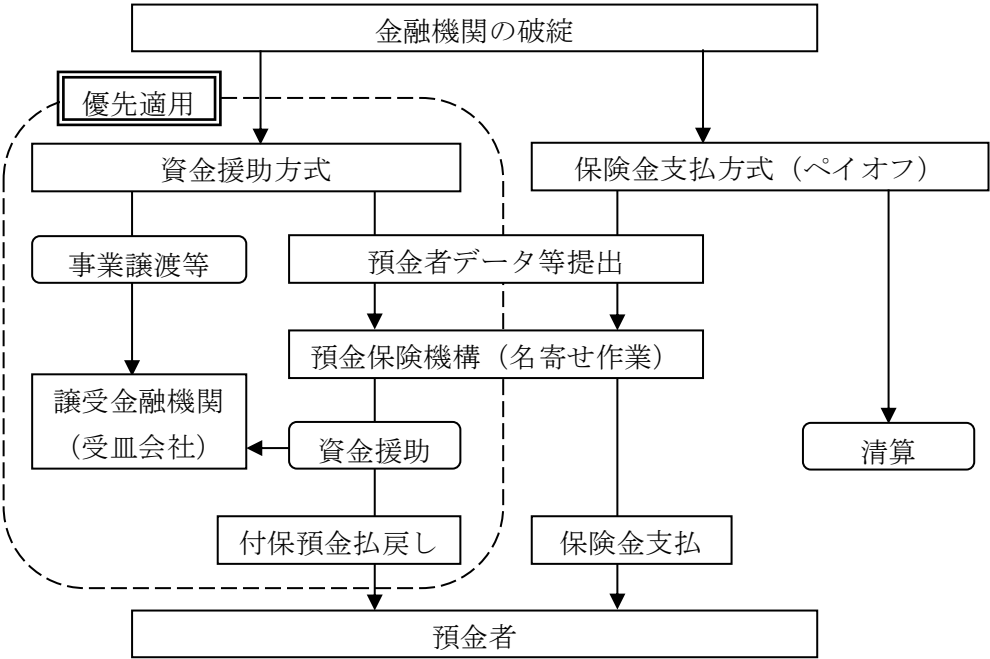 金融機関の破綻
優先適用
資金援助方式
保険金支払方式（ペイオフ）
事業譲渡等
預金者データ等提出
預金保険機構（名寄せ作業）
譲受金融機関
（受皿会社）
資金援助
清算
付保預金払戻し
保険金支払
預金者